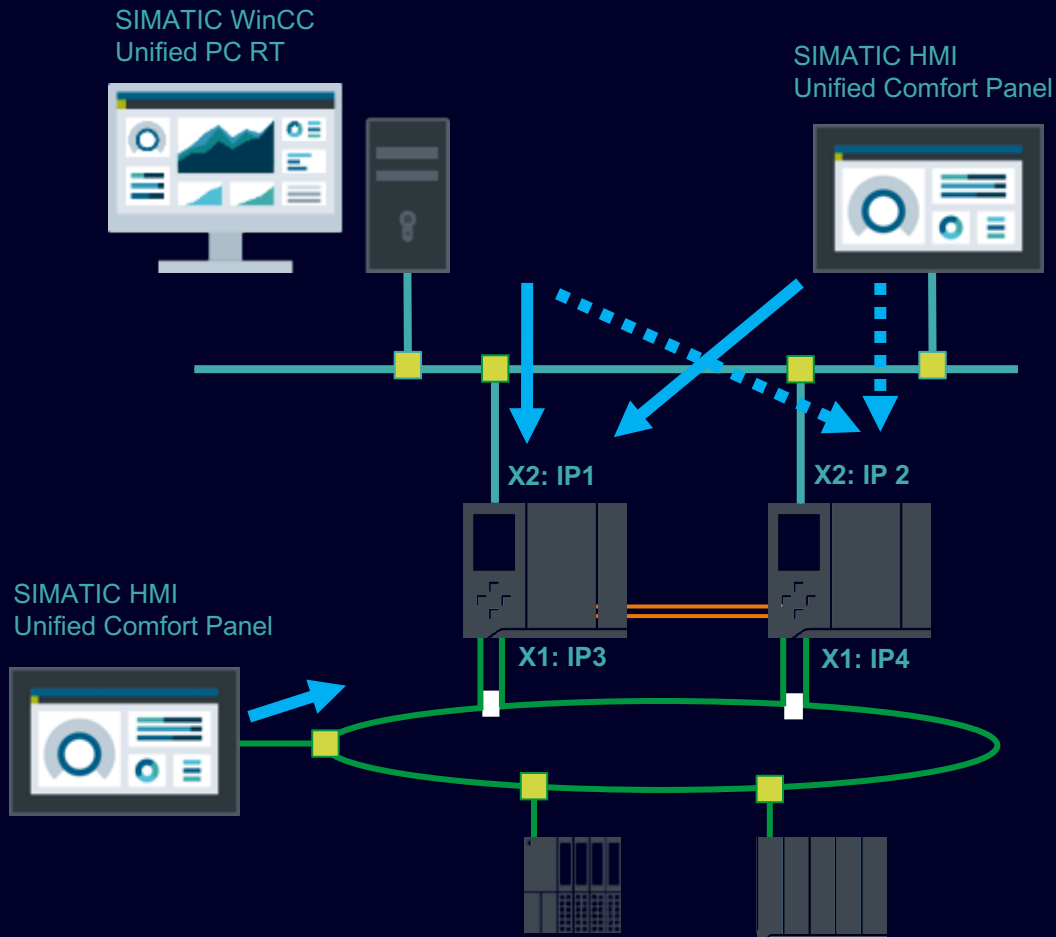 SIMATIC WinCC
Unified PC RT
SIMATIC HMI
Unified Comfort Panel
X2: IP1
X2: IP 2
SIMATIC HMI
Unified Comfort Panel
X1: IP3
X1: IP4